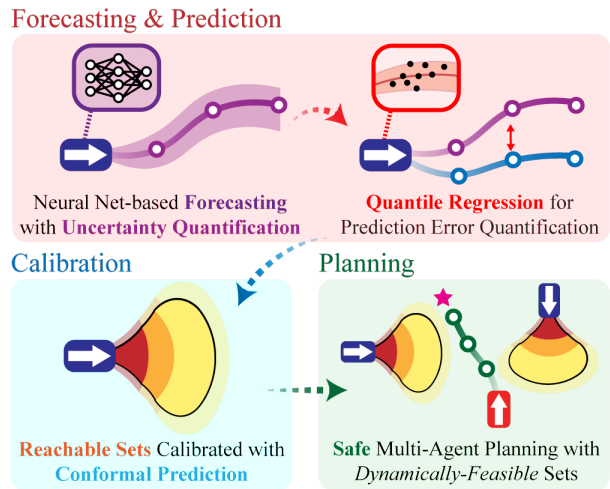 Forecasting & Prediction
Neural Net-based Forecasting
with Uncertainty Quantification
Quantile Regression for
Prediction Error Quantification
Calibration
Reachable Sets Calibrated with
Conformal Prediction
Planning
Safe Multi-Agent Planning with
Dynamically-Feasible Sets